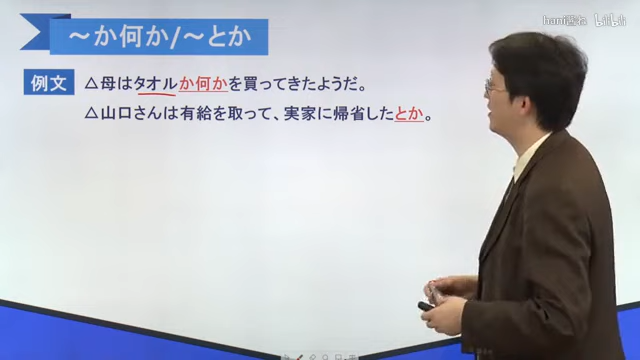 ～か何か/～とか
例文
△母はタオルか何かを買ってきたようだ。
△山口さんは有給を取って、実家に帰省したとか。